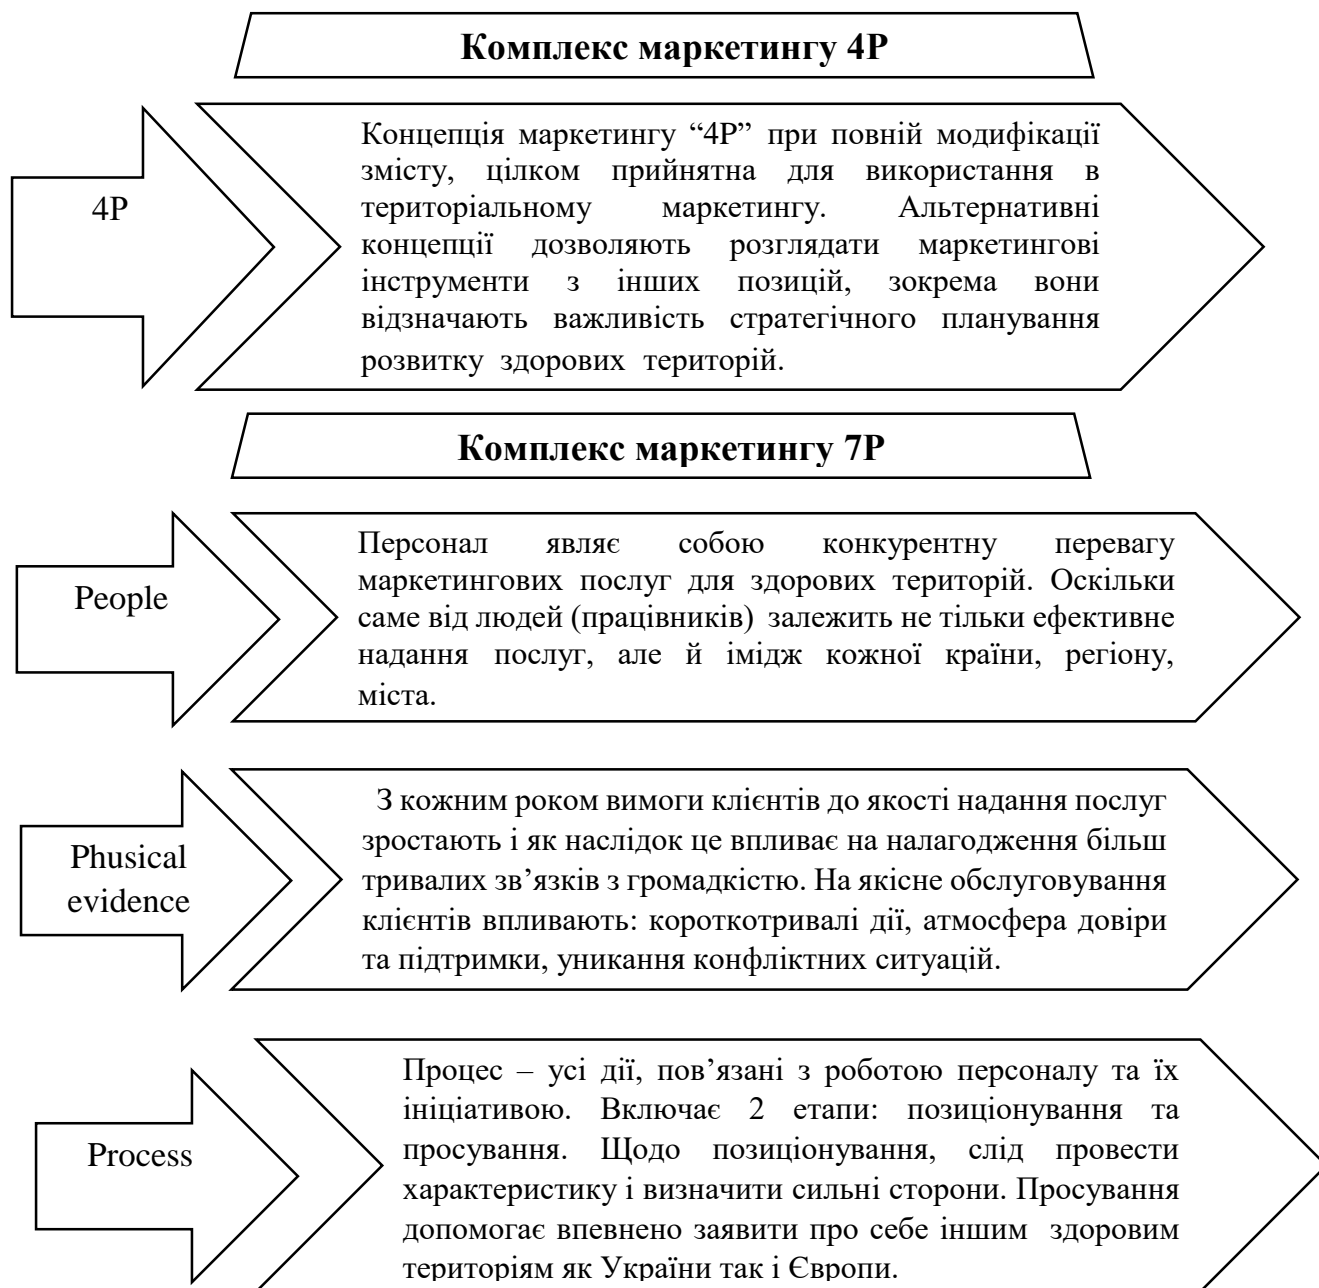 Комплекс маркетингу 4Р
4Р
Концепція маркетингу “4Р” при повній модифікації
змісту, цілком прийнятна для використання в
територіальному маркетингу. Альтернативні
концепції дозволяють розглядати маркетингові
інструменти з інших позицій, зокрема вони
відзначають важливість стратегічного планування
розвитку здорових територій.
Комплекс маркетингу 7Р
People
Персонал являє собою конкурентну перевагу
маркетингових послуг для здорових територій. Оскільки
саме від людей (працівників) залежить не тільки ефективне
надання послуг, але й імідж кожної країни, регіону,
міста.
Phusical
evidence
З кожним роком вимоги клієнтів до якості надання послуг
зростають і як наслідок це впливає на налагодження більш
тривалих зв’язків з громадкістю. На якісне обслуговування
клієнтів впливають: короткотривалі дії, атмосфера довіри
та підтримки, уникання конфліктних ситуацій.
Process
Процес – усі дії, пов’язані з роботою персоналу та їх
ініціативою. Включає 2 етапи: позиціонування та
просування. Щодо позиціонування, слід провести
характеристику і визначити сильні сторони. Просування
допомогає впевнено заявити про себе іншим здоровим
територіям як України так і Європи.